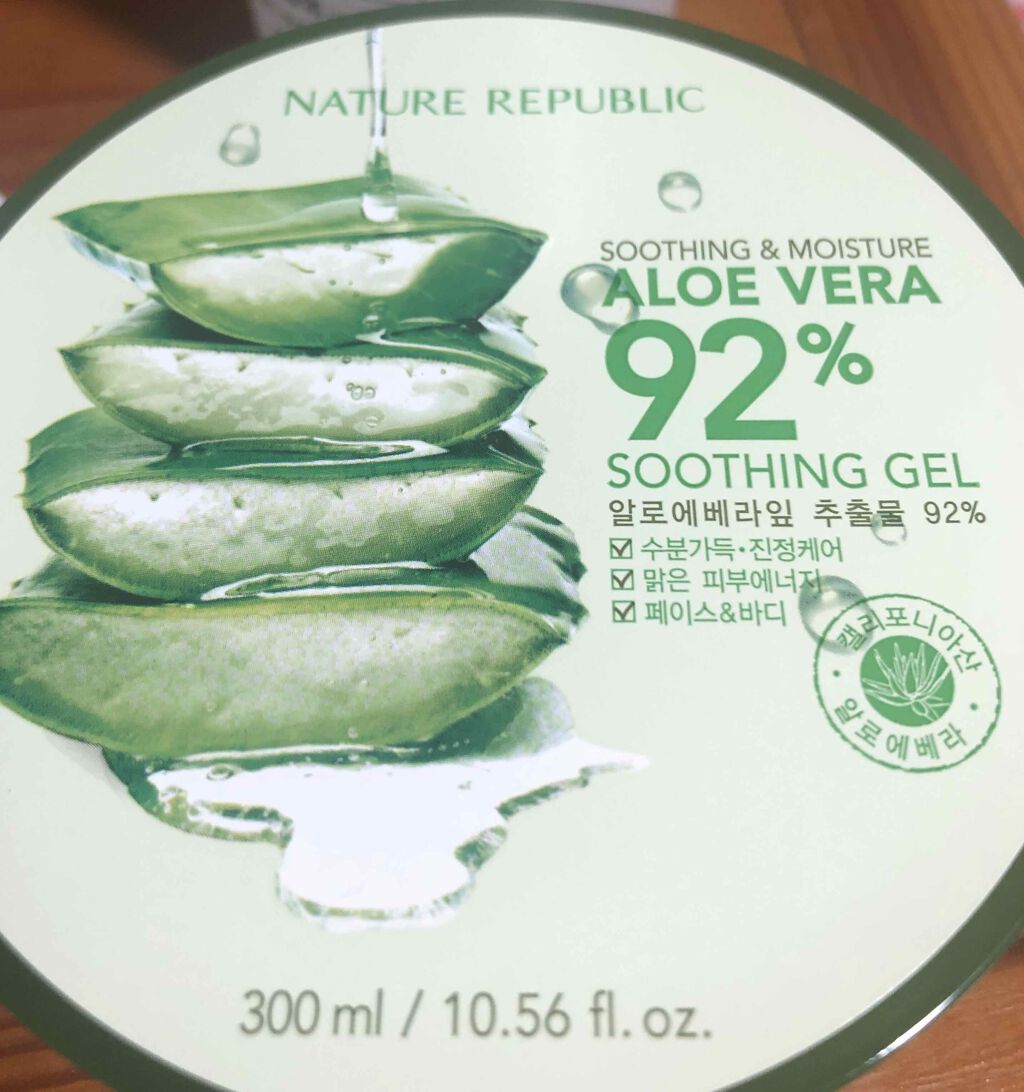 NATURE REPUBLIC
SOOTHING & MOISTURE
ALOE VERA
92%
SOOTHING GEL
알로에베라잎 추출물 92%
수분가득·진정케어
맑은 피부에너지
페이스&바디
캘리포니아산
알로에베라
300 ml / 10.56 fl. oz.